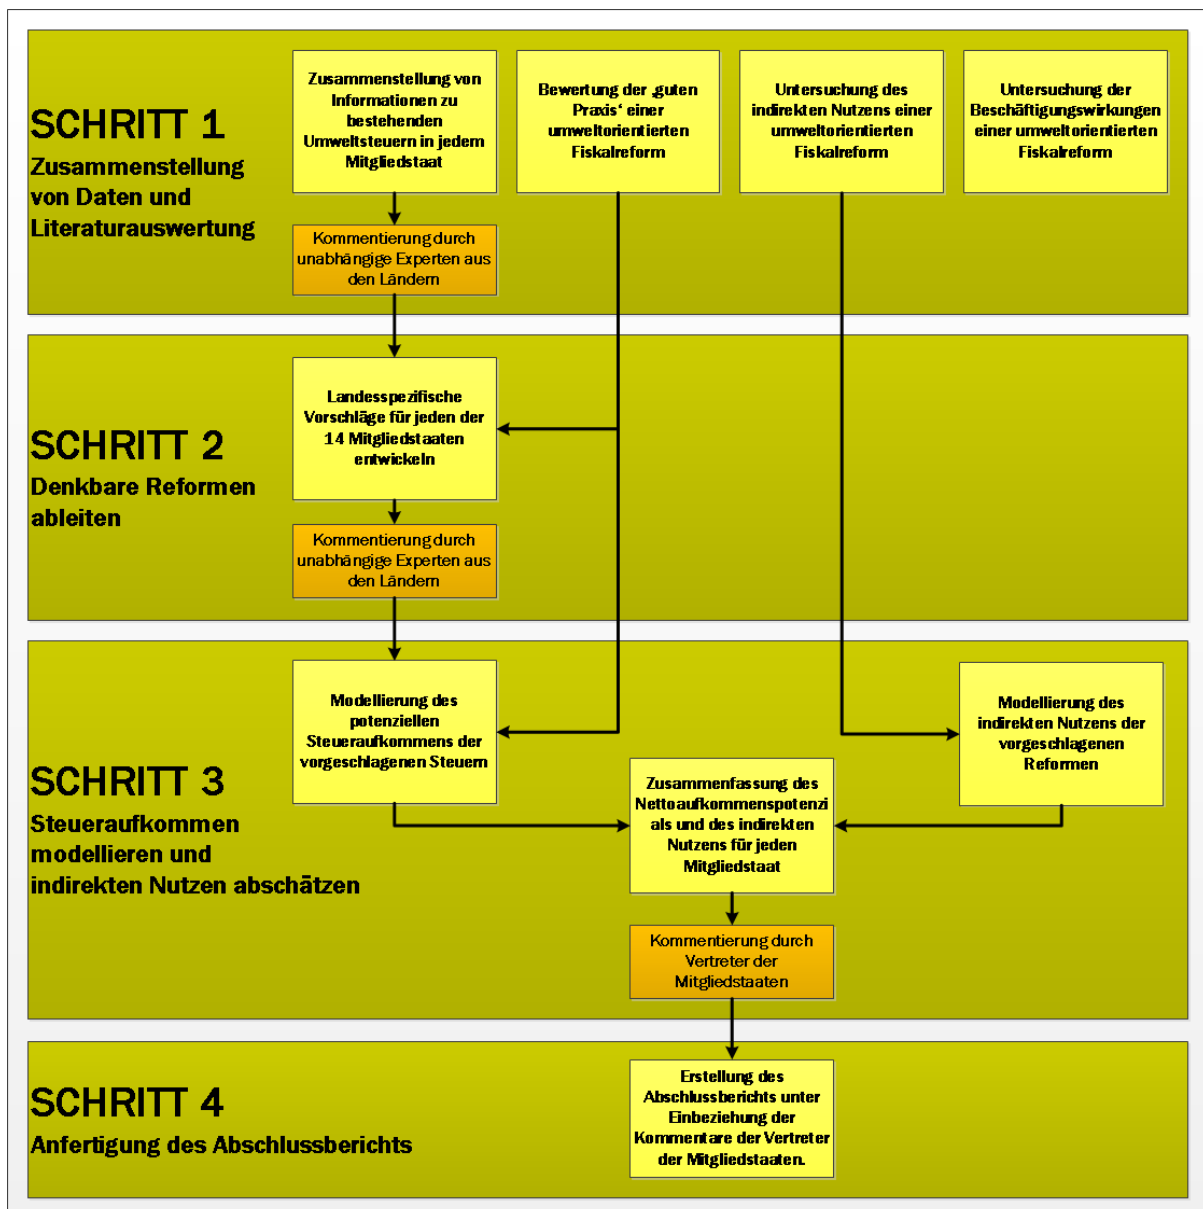 SCHRITT 1
Zusammenstellung
von Daten und
Literaturauswertung
Zusammenstellung von
Informationen zu
bestehenden
Umweltsteuern in jedem
Mitgliedstaat
Bewertung der ‚guten
Praxis‘ einer
umweltorientierten
Fiskalreform
Untersuchung des
indirekten Nutzens einer
umweltorientierten
Fiskalreform
Untersuchung der
Beschäftigungswirkungen
einer umweltorientierten
Fiskalreform
Kommentierung durch
unabhängige Experten aus
den Ländern
SCHRITT 2
Denkbare Reformen
ableiten
Landesspezifische
Vorschläge für jeden der
14 Mitgliedstaaten
entwickeln
Kommentierung durch
unabhängige Experten aus
den Ländern
SCHRITT 3
Steueraufkommen
modellieren und
indirekten Nutzen abschätzen
Modellierung des
potenziellen
Steueraufkommens der
vorgeschlagenen Steuern
Modellierung des
indirekten Nutzens der
vorgeschlagenen
Reformen
Zusammenfassung des
Nettoaufkommenspotenzi
als und des indirekten
Nutzens für jeden
Mitgliedstaat
Kommentierung durch
Vertreter der
Mitgliedstaaten
SCHRITT 4
Anfertigung des Abschlussberichts
Erstellung des
Abschlussberichts unter
Einbeziehung der
Kommentare der Vertreter
der Mitgliedstaaten.